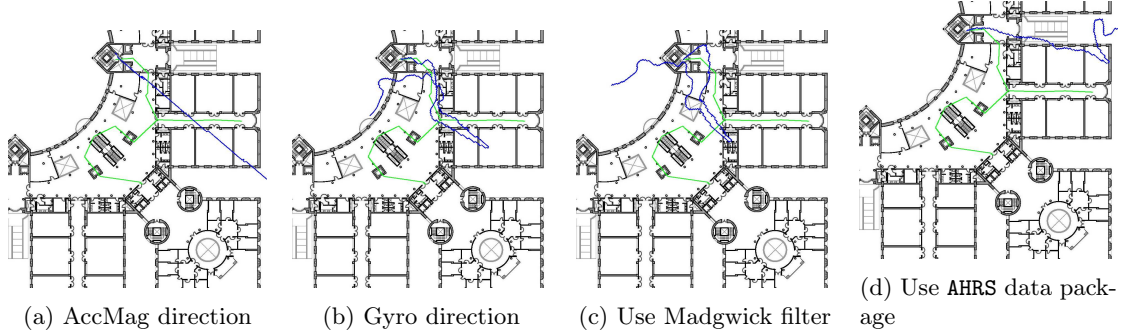 (a) AccMag direction
(b) Gyro direction
(c) Use Madgwick filter
(d) Use AHRS data pack-
age